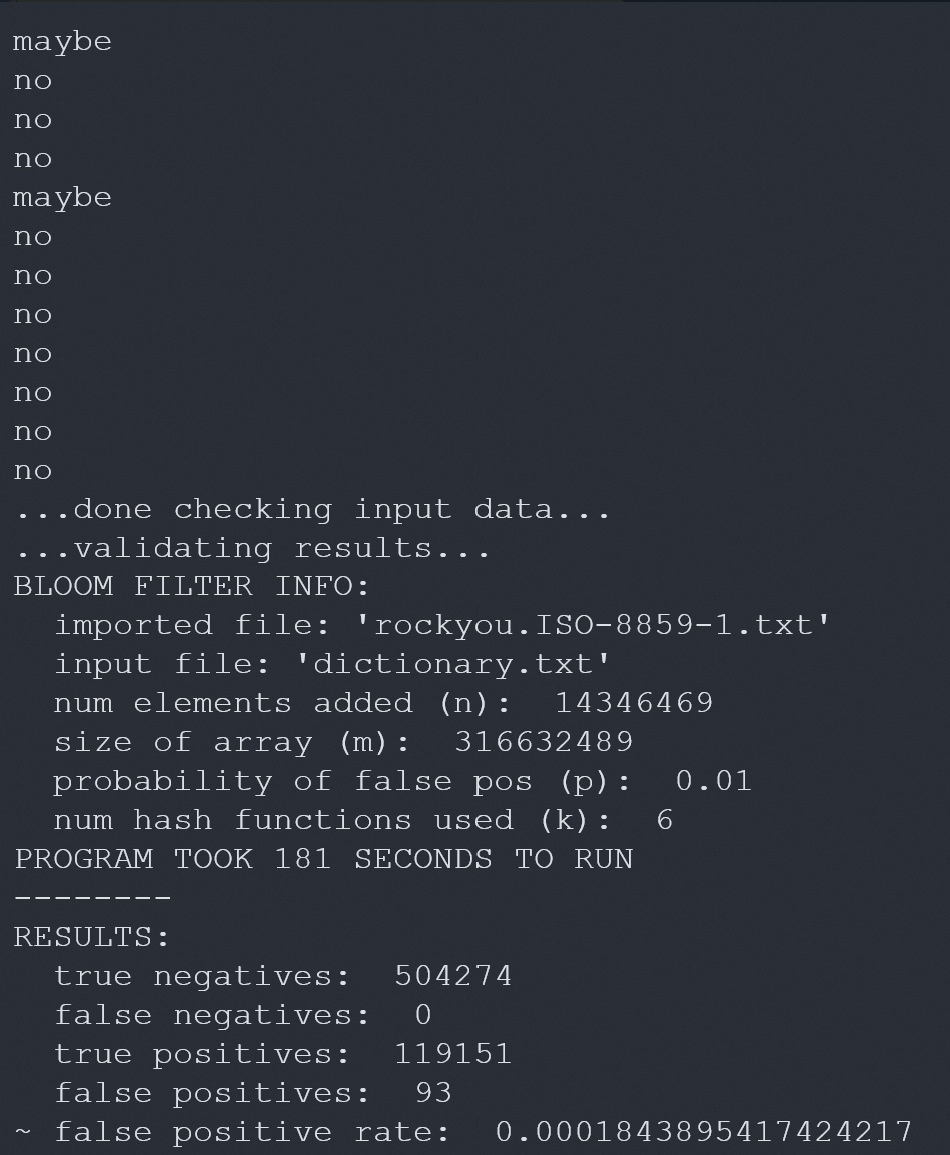 maybe
no
no
no
maybe
no
no
no
no
no
no
no
...done checking input data...
...validating results...
BLOOM FILTER INFO:
  imported file: 'rockyou.ISO-8859-1.txt'
  input file: 'dictionary.txt'
  num elements added (n):  14346469
  size of array (m):  316632489
  probability of false pos (p):  0.01
  num hash functions used (k):  6
PROGRAM TOOK 181 SECONDS TO RUN
--------
RESULTS:
  true negatives:  504274
  false negatives:  0
  true positives:  119151
  false positives:  93
~ false positive rate:  0.0001843895417424217